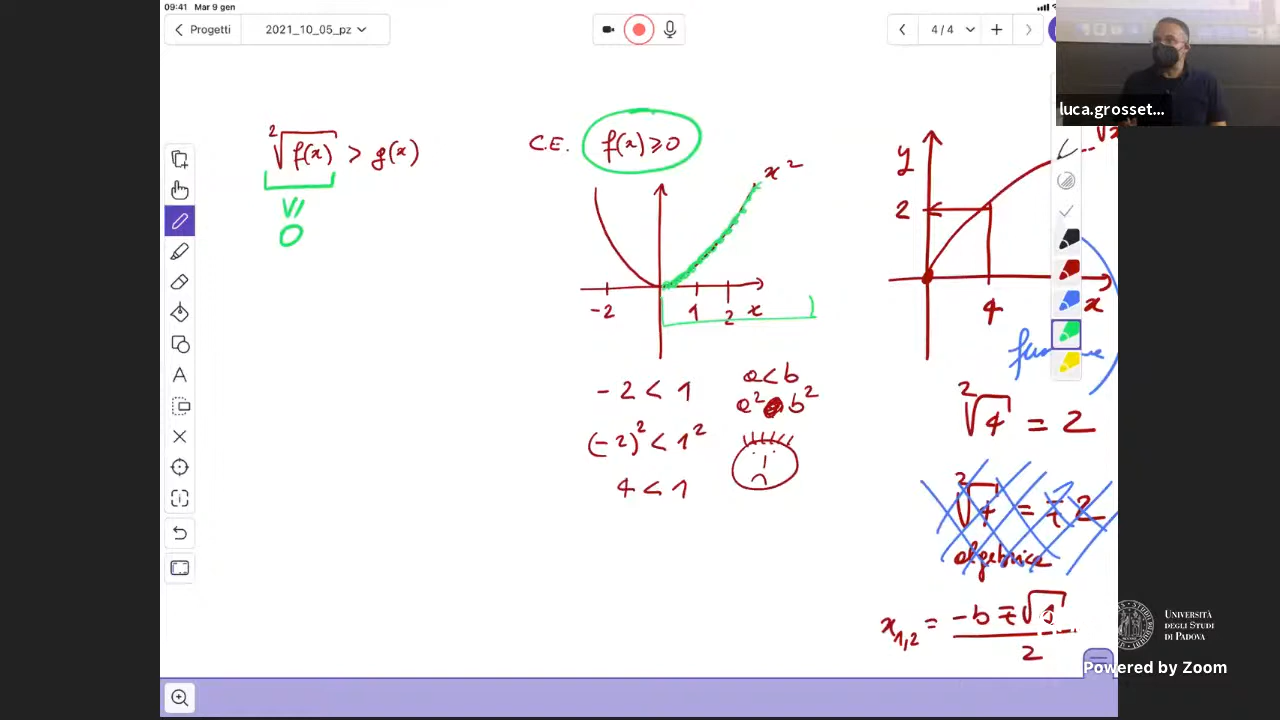 09:41 Mar 9 gen
Progetti
2021_10_05_pz
4/4
luca.grosset...
²√f(x) > g(x)
≥
0
C.E. f(x) ≥ 0
x²
-2 1 2 x
-2 < 1
(-2)² < 1²
4 < 1
a < b
a² b²
y
2
4
x
²√4 = 2
²√4 = ∓ 2
algebrice
x1,2 = -b ∓ √
2
A
UNIVERSITÀ
DEGLI STUDI
DI PADOVA
Powered by Zoom